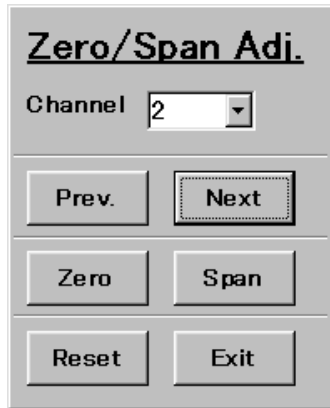 Zero/Span Adj.
Channel 2
Prev. Next
Zero Span
Reset Exit